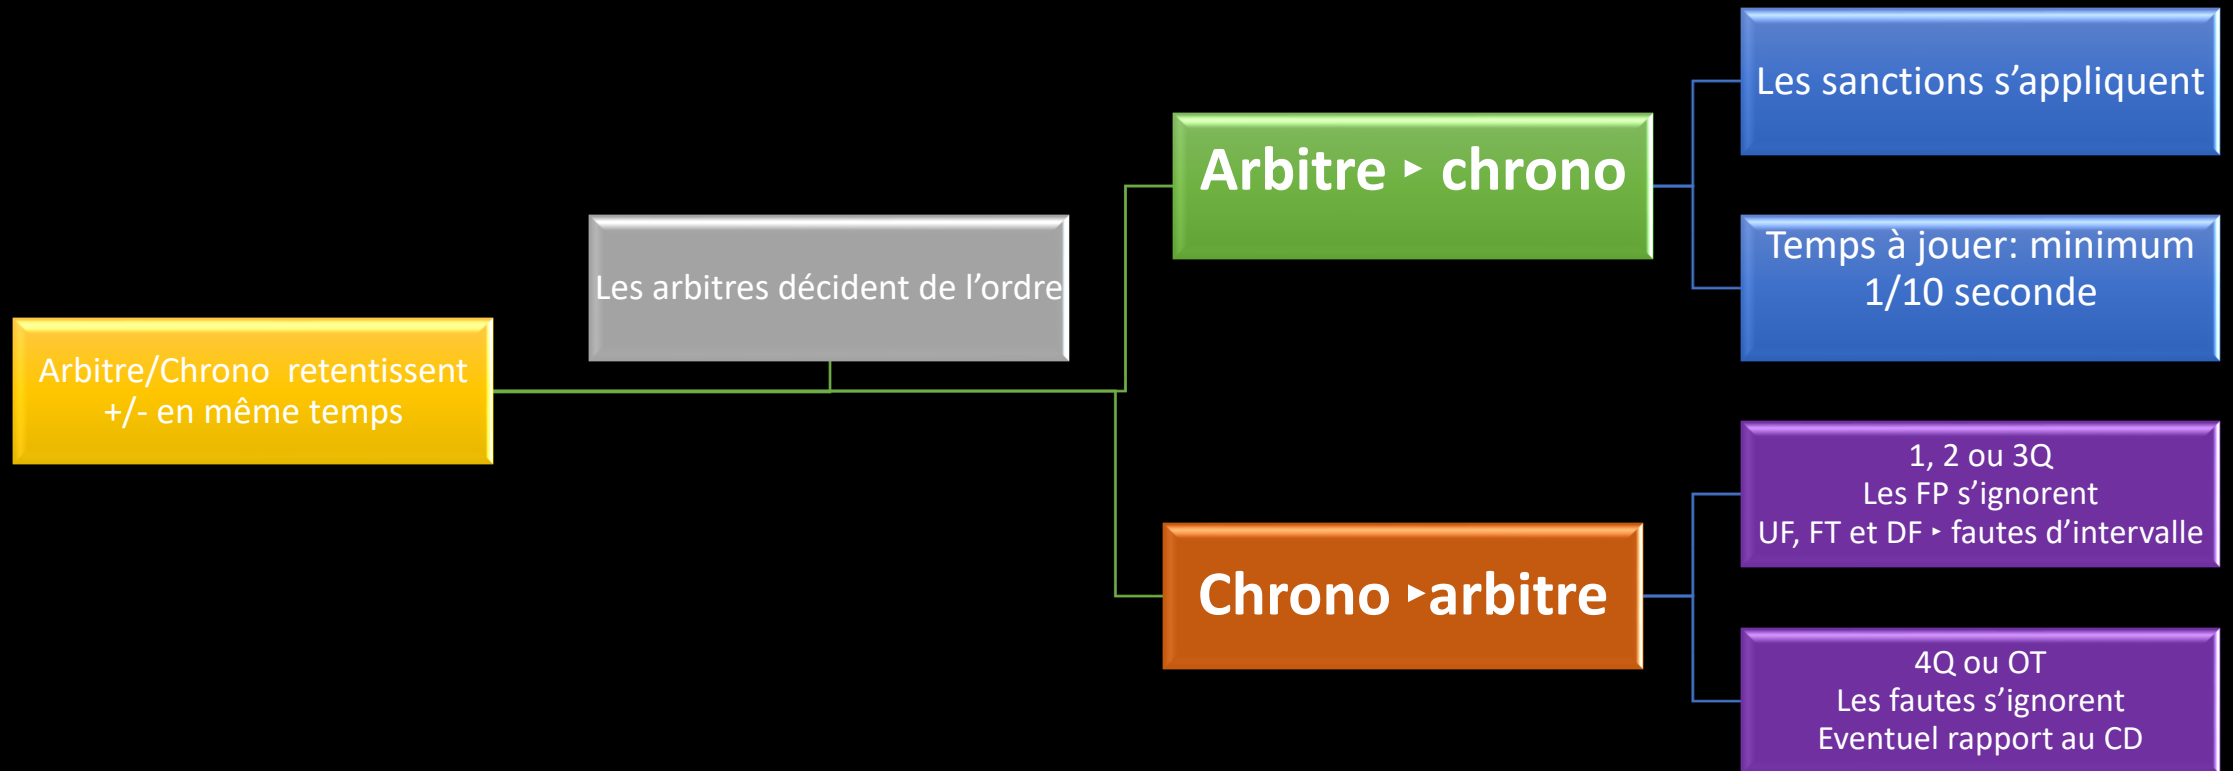 Arbitre/Chrono retentissent
+/- en même temps
Les arbitres décident de l’ordre
Arbitre ‣ chrono
Les sanctions s’appliquent
Temps à jouer: minimum
1/10 seconde
Chrono ‣arbitre
1, 2 ou 3Q
Les FP s’ignorent
UF, FT et DF ‣ fautes d’intervalle
4Q ou OT
Les fautes s’ignorent
Eventuel rapport au CD